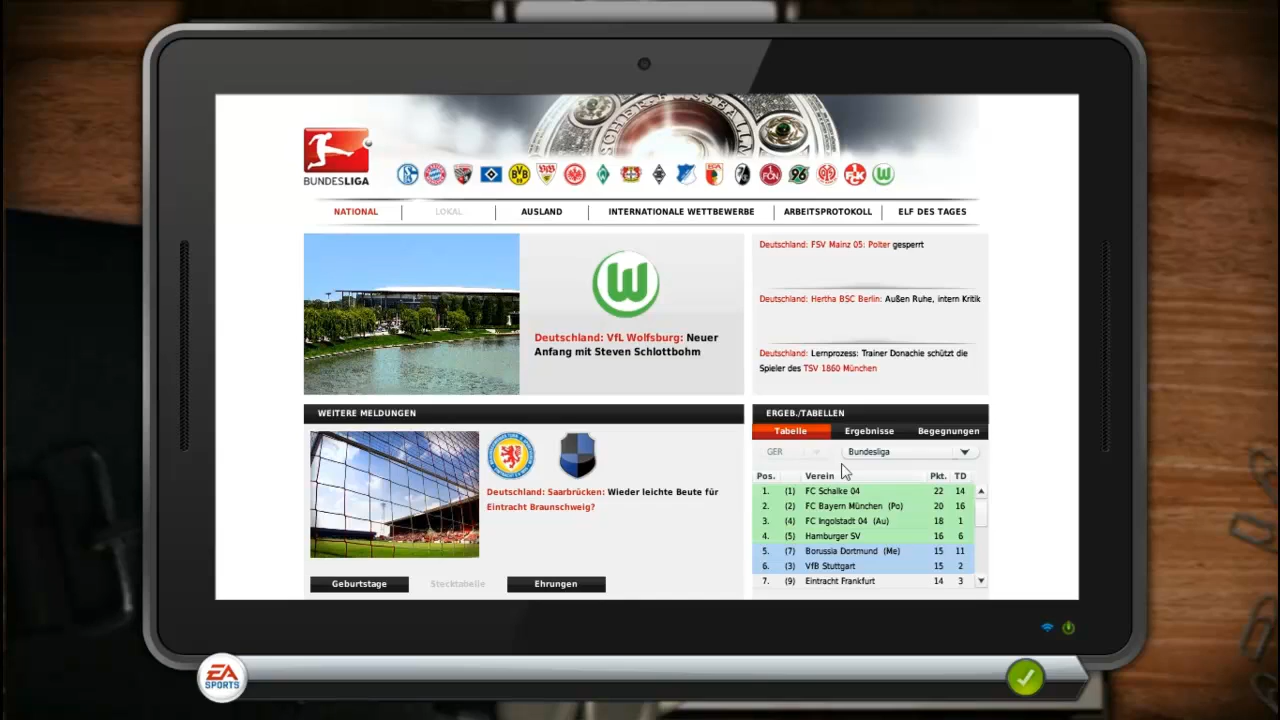 BUNDESLIGA
NATIONAL LOKAL AUSLAND INTERNATIONALE WETTBEWERBE ARBEITSPROTOKOLL ELF DES TAGES
Deutschland: VfL Wolfsburg: Neuer
Anfang mit Steven Schlottbohm
Deutschland: FSV Mainz 05: Polter gesperrt
Deutschland: Hertha BSC Berlin: Außen Ruhe, intern Kritik
Deutschland: Lernprozess: Trainer Donachie schützt die
Spieler des TSV 1860 München
WEITERE MELDUNGEN
Deutschland: Saarbrücken: Wieder leichte Beute für
Eintracht Braunschweig?
Geburtstage Stecktabelle Ehrungen
ERGEB./TABELLEN
Tabelle Ergebnisse Begegnungen
GER Bundesliga
Pos. Verein Pkt. TD
1. (1) FC Schalke 04 22 14
2. (2) FC Bayern München (Po) 20 16
3. (4) FC Ingolstadt 04 (Au) 18 1
4. (5) Hamburger SV 16 6
5. (7) Borussia Dortmund (Me) 15 11
6. (3) VfB Stuttgart 15 2
7. (9) Eintracht Frankfurt 14 3
EA
SPORTS